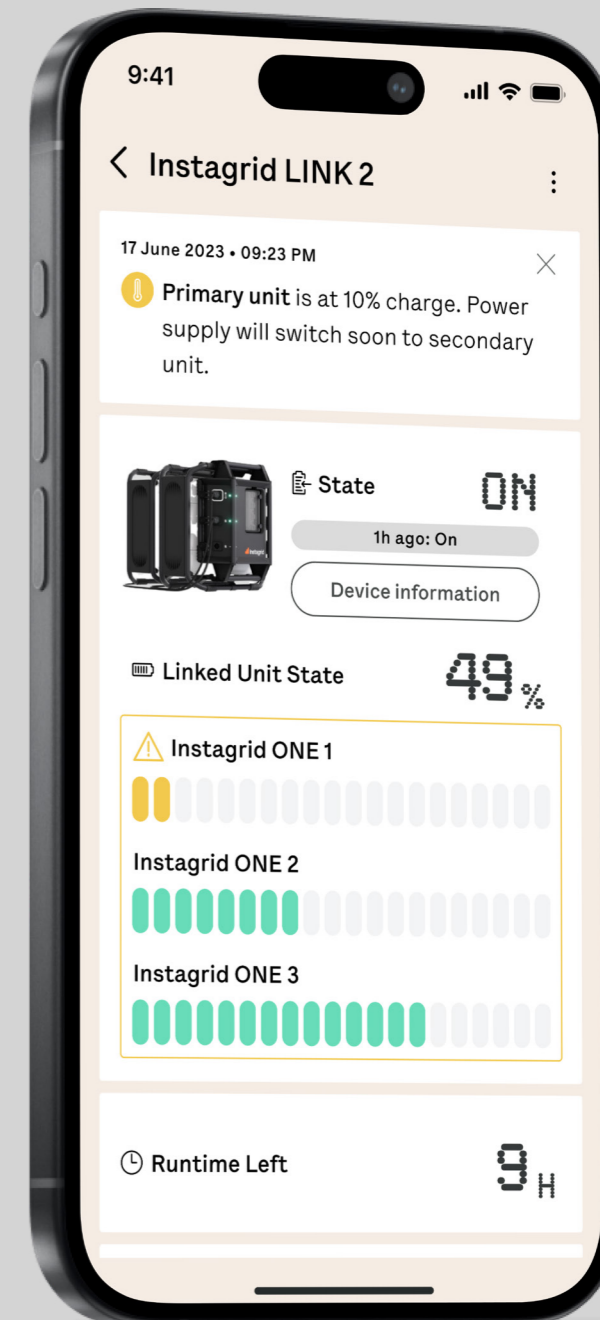 9:41
Instagrid LINK 2
17 June 2023 • 09:23 PM
Primary unit is at 10% charge. Power
supply will switch soon to secondary
unit.
State
ON
1h ago: On
Device information
Linked Unit State
49%
Instagrid ONE 1
Instagrid ONE 2
Instagrid ONE 3
Runtime Left
9 H